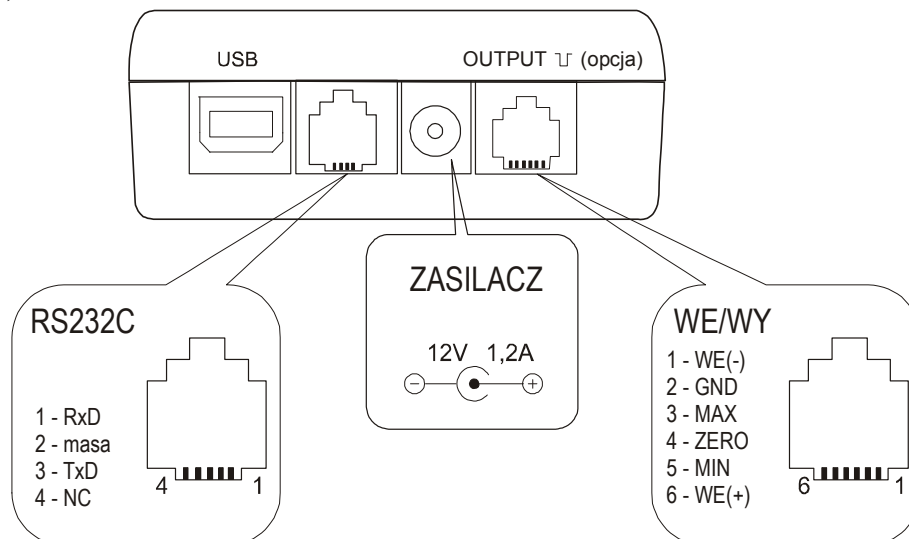 USB
OUTPUT (opcja)
ZASILACZ
12V 1,2A
RS232C
1 - RxD
2 - masa
3 - TxD
4 - NC
4 1
WE/WY
1 - WE(-)
2 - GND
3 - MAX
4 - ZERO
5 - MIN
6 - WE(+)
6 1